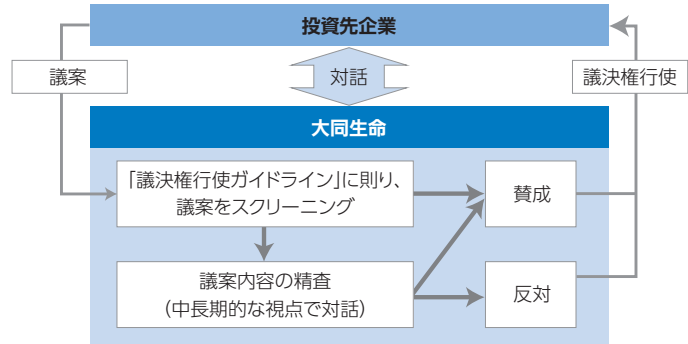 投資先企業
議案
対話
議決権行使
大同生命
「議決権行使ガイドライン」に則り、
議案をスクリーニング
賛成
議案内容の精査
（中長期的な視点で対話）
反対